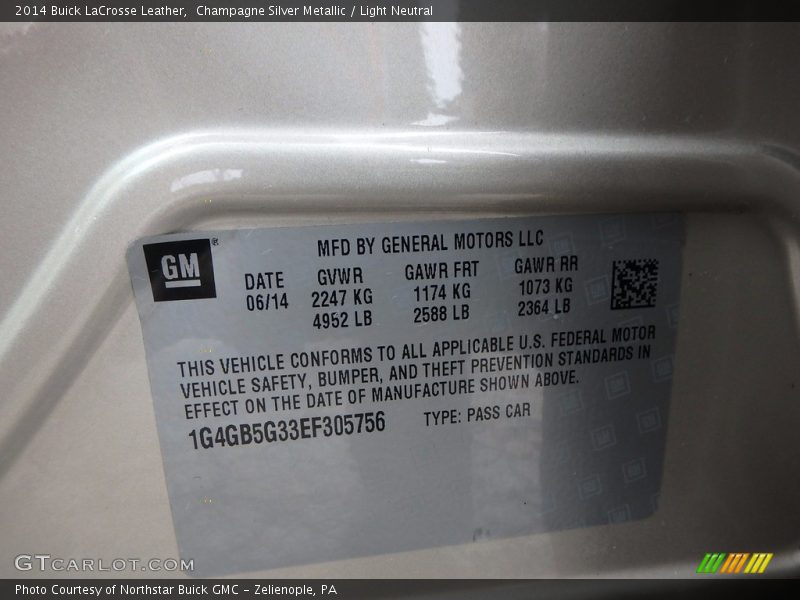 2014 Buick LaCrosse Leather, Champagne Silver Metallic / Light Neutral
GM ®
MFD BY GENERAL MOTORS LLC
DATE GVWR GAWR FRT GAWR RR
06/14 2247 KG 1174 KG 1073 KG
4952 LB 2588 LB 2364 LB
THIS VEHICLE CONFORMS TO ALL APPLICABLE U.S. FEDERAL MOTOR
VEHICLE SAFETY, BUMPER, AND THEFT PREVENTION STANDARDS IN
EFFECT ON THE DATE OF MANUFACTURE SHOWN ABOVE.
1G4GB5G33EF305756 TYPE: PASS CAR
GTCARLOT.COM
Photo Courtesy of Northstar Buick GMC – Zelienople, PA